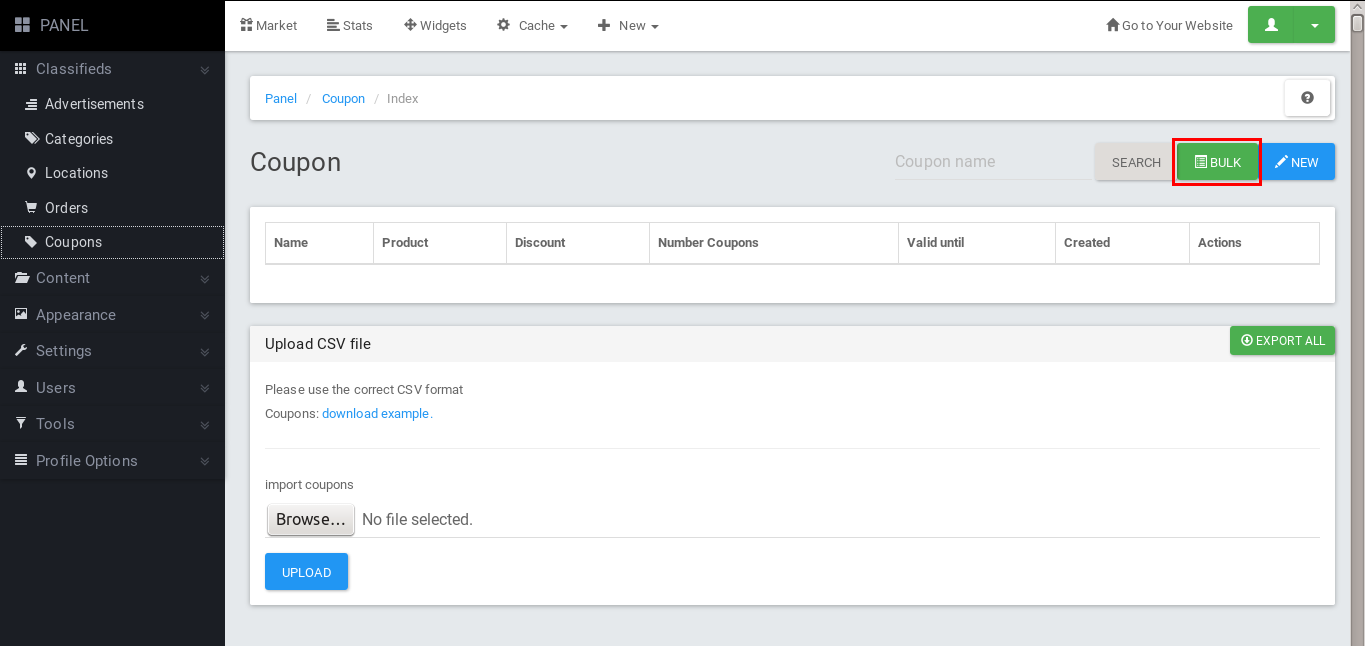 PANEL
Market Stats Widgets Cache New Go to Your Website
Classifieds
Advertisements
Categories
Locations
Orders
Coupons
Content
Appearance
Settings
Users
Tools
Profile Options
Panel / Coupon / Index
Coupon
Coupon name SEARCH BULK NEW
Name Product Discount Number Coupons Valid until Created Actions
Upload CSV file EXPORT ALL
Please use the correct CSV format
Coupons: download example.
import coupons
Browse... No file selected.
UPLOAD